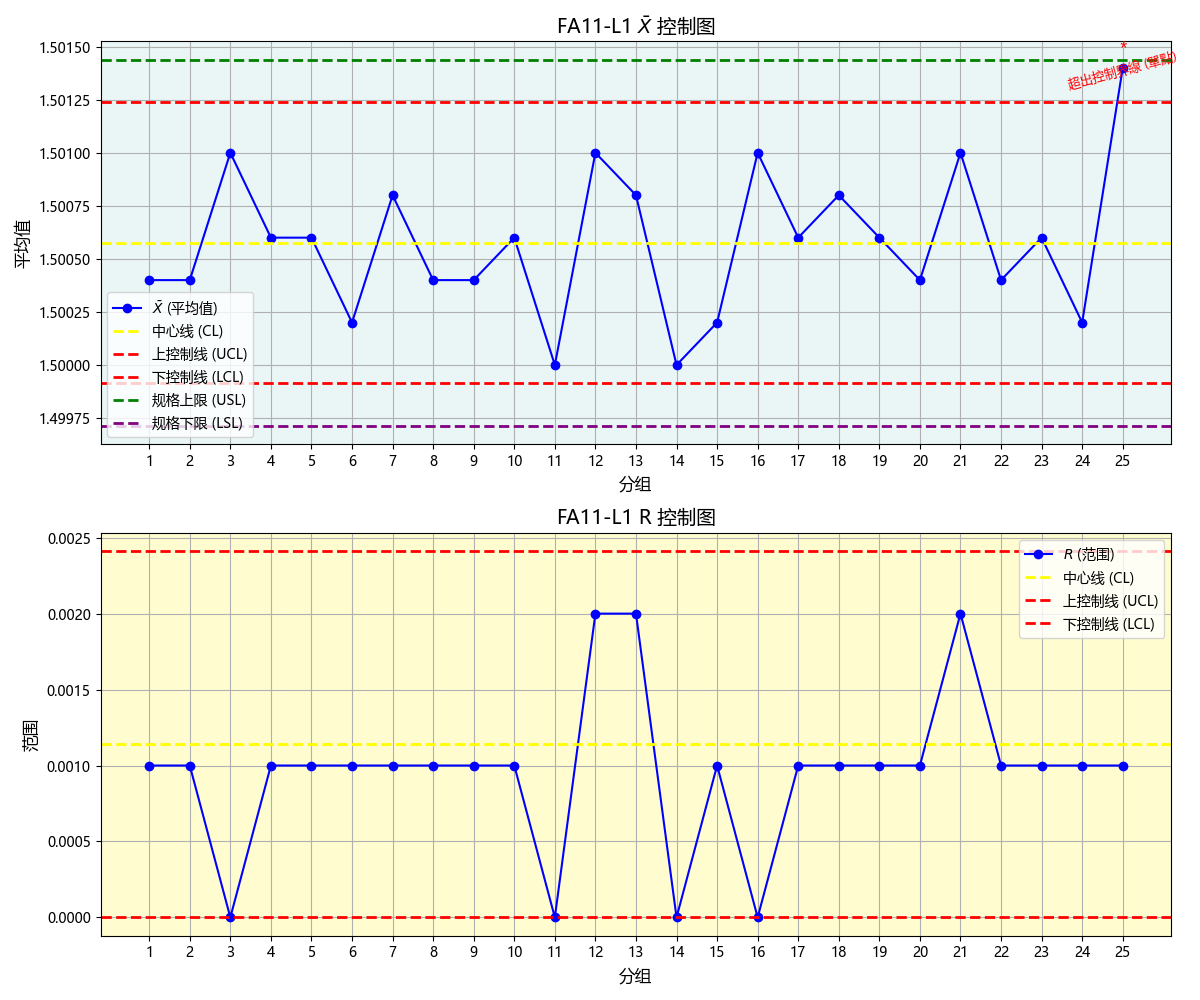 FA11-L1 X̄ 控制图
1.50150
1.50125
1.50100
1.50075
1.50050
1.50025
1.50000
1.49975
平均值
*
超出控制界線 (單點)
X̄ (平均值)
中心线 (CL)
上控制线 (UCL)
下控制线 (LCL)
规格上限 (USL)
规格下限 (LSL)
1 2 3 4 5 6 7 8 9 10 11 12 13 14 15 16 17 18 19 20 21 22 23 24 25
分组
FA11-L1 R 控制图
0.0025
0.0020
0.0015
0.0010
0.0005
0.0000
范围
R (范围)
中心线 (CL)
上控制线 (UCL)
下控制线 (LCL)
1 2 3 4 5 6 7 8 9 10 11 12 13 14 15 16 17 18 19 20 21 22 23 24 25
分组